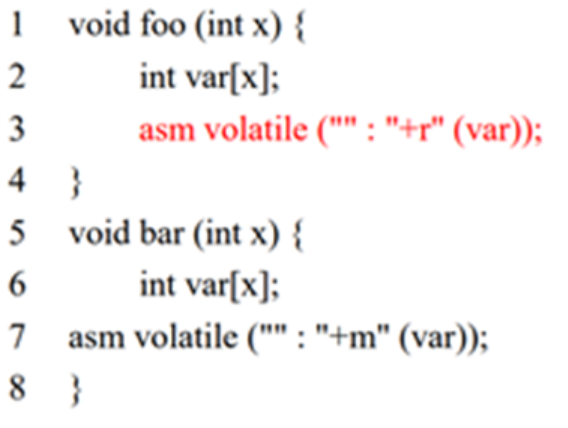 1 void foo (int x) {
2 int var[x];
3 asm volatile ("" : "+r" (var));
4 }
5 void bar (int x) {
6 int var[x];
7 asm volatile ("" : "+m" (var));
8 }